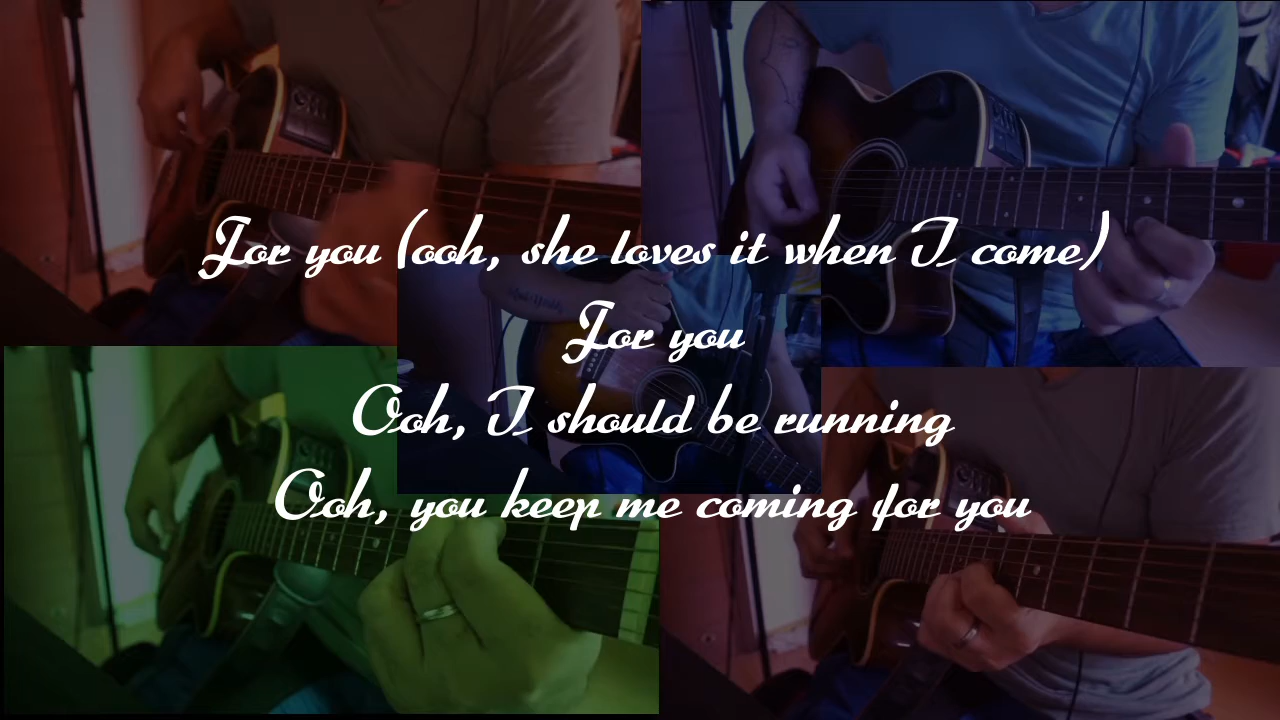 For you (ooh, she loves it when I come)
For you
Ooh, I should be running
Ooh, you keep me coming for you